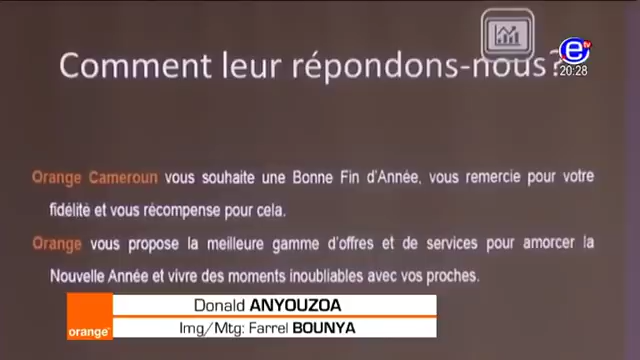 Comment leur répondons-nous?
e tv
20:28
Orange Cameroun vous souhaite une Bonne Fin d'Année, vous remercie pour votre
fidélité et vous récompense pour cela.
Orange vous propose la meilleure gamme d'offres et de services pour amorcer la
Nouvelle Année et vivre des moments inoubliables avec vos proches.
orange™
Donald ANYOUZOA
Img/Mtg: Farrel BOUNYA